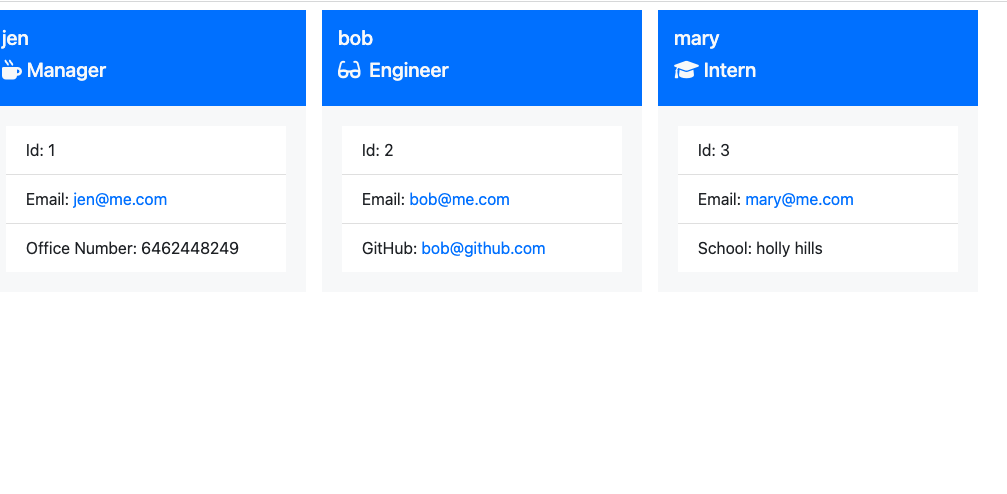 jen
Manager
Id: 1
Email: jen@me.com
Office Number: 6462448249
bob
Engineer
Id: 2
Email: bob@me.com
GitHub: bob@github.com
mary
Intern
Id: 3
Email: mary@me.com
School: holly hills